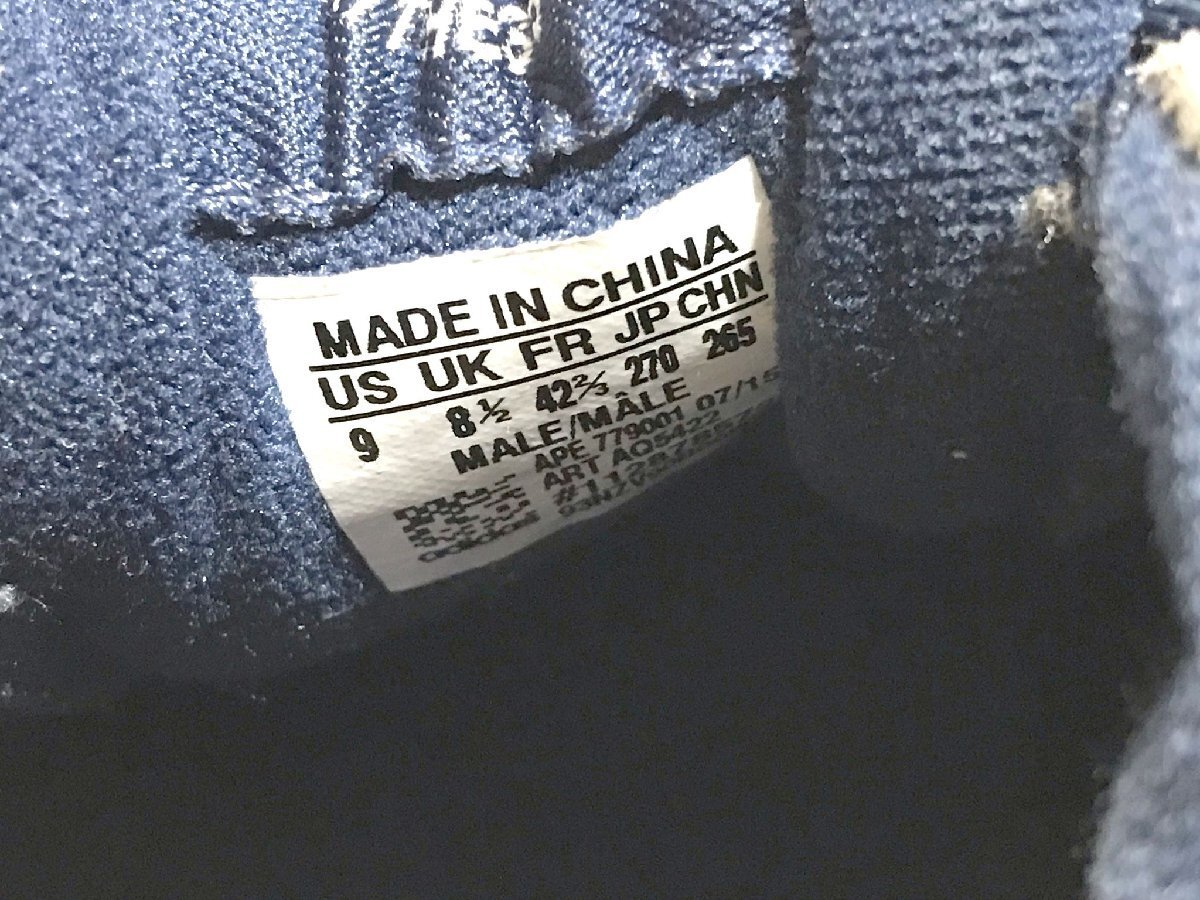 MADE IN CHINA
US UK FR JP CHN
9 8½ 42⅔ 270 265
MALE/MÂLE
APE 779001 07/15
ART AQ5422
adidas